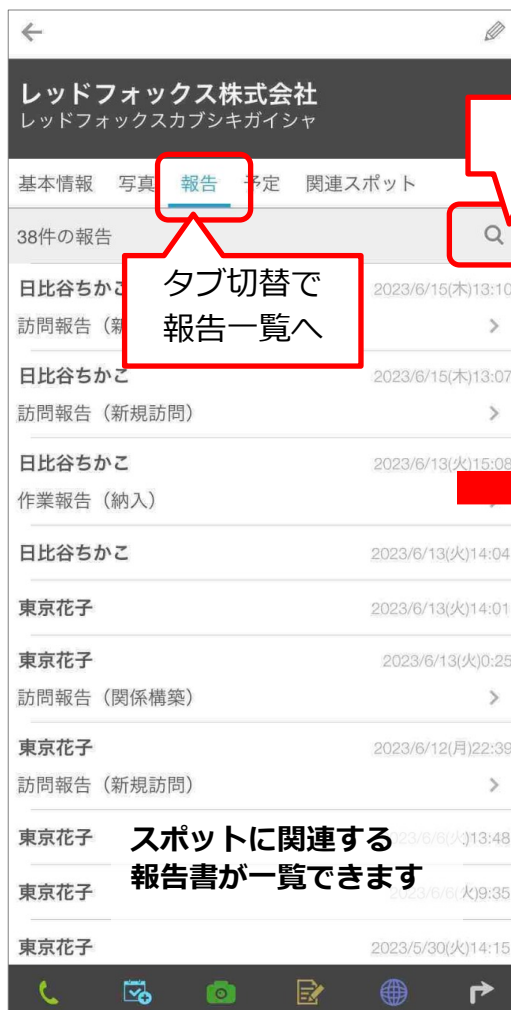 レッドフォックス株式会社
レッドフォックスカブシキガイシャ
基本情報 写真 報告 予定 関連スポット
38件の報告
タブ切替で
報告一覧へ
日比谷ちかこ 2023/6/15(木)13:10
訪問報告（新
日比谷ちかこ 2023/6/15(木)13:07
訪問報告（新規訪問）
日比谷ちかこ 2023/6/13(火)15:08
作業報告（納入）
日比谷ちかこ 2023/6/13(火)14:04
東京花子 2023/6/13(火)14:01
東京花子 2023/6/13(火)0:25
訪問報告（関係構築）
東京花子 2023/6/12(月)22:39
訪問報告（新規訪問）
東京花子 2023/6/6(火)13:48
スポットに関連する
報告書が一覧できます
東京花子 2023/6/6(火)9:35
東京花子 2023/5/30(火)14:15